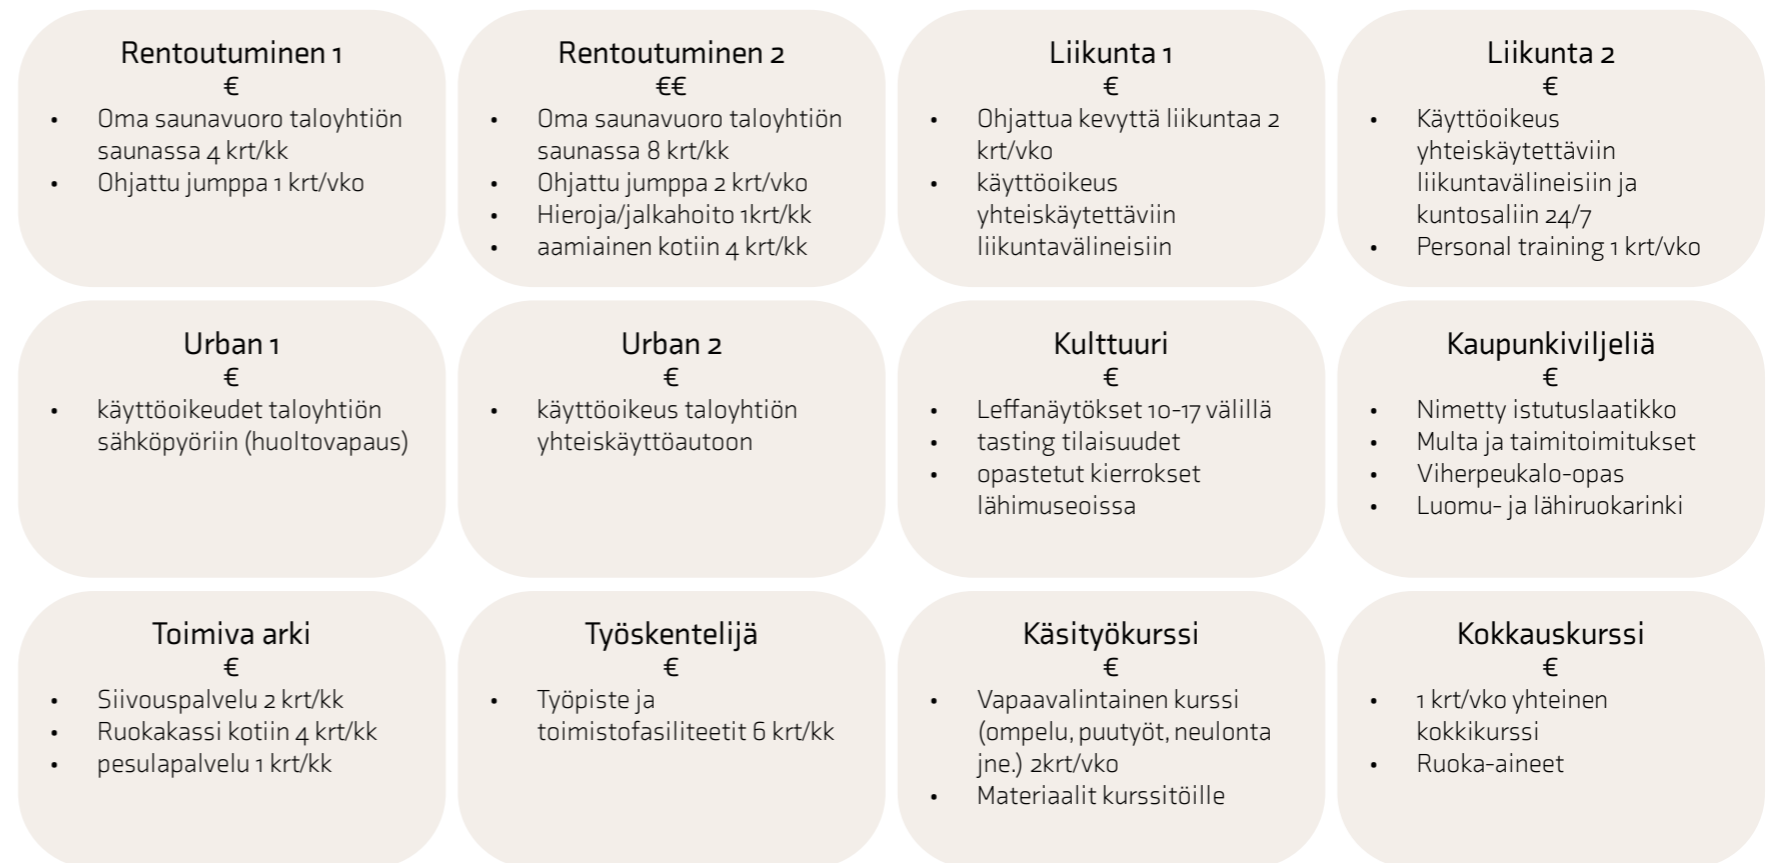 Rentoutuminen 1
€
• Oma saunavuoro taloyhtiön
saunassa 4 krt/kk
• Ohjattu jumppa 1 krt/vko
Rentoutuminen 2
€€
• Oma saunavuoro taloyhtiön
saunassa 8 krt/kk
• Ohjattu jumppa 2 krt/vko
• Hieroja/jalkahoito 1krt/kk
• aamiainen kotiin 4 krt/kk
Liikunta 1
€
• Ohjattua kevyttä liikuntaa 2
krt/vko
• käyttöoikeus
yhteiskäytettäviin
liikuntavälineisiin
Liikunta 2
€
• Käyttöoikeus
yhteiskäytettäviin
liikuntavälineisiin ja
kuntosaliin 24/7
• Personal training 1 krt/vko
Urban 1
€
• käyttöoikeudet taloyhtiön
sähköpyöriin (huoltovapaus)
Urban 2
€
• käyttöoikeus taloyhtiön
yhteiskäyttöautoon
Kulttuuri
€
• Leffanäytökset 10-17 välillä
• tasting tilaisuudet
• opastetut kierrokset
lähimuseoissa
Kaupunkiviljeliä
€
• Nimetty istutuslaatikko
• Multa ja taimitoimitukset
• Viherpeukalo-opas
• Luomu- ja lähiruokarinki
Toimiva arki
€
• Siivouspalvelu 2 krt/kk
• Ruokakassi kotiin 4 krt/kk
• pesulapalvelu 1 krt/kk
Työskentelijä
€
• Työpiste ja
toimistofasiliteetit 6 krt/kk
Käsityökurssi
€
• Vapaavalintainen kurssi
(ompelu, puutyöt, neulonta
jne.) 2krt/vko
• Materiaalit kurssitöille
Kokkauskurssi
€
• 1 krt/vko yhteinen
kokkikurssi
• Ruoka-aineet